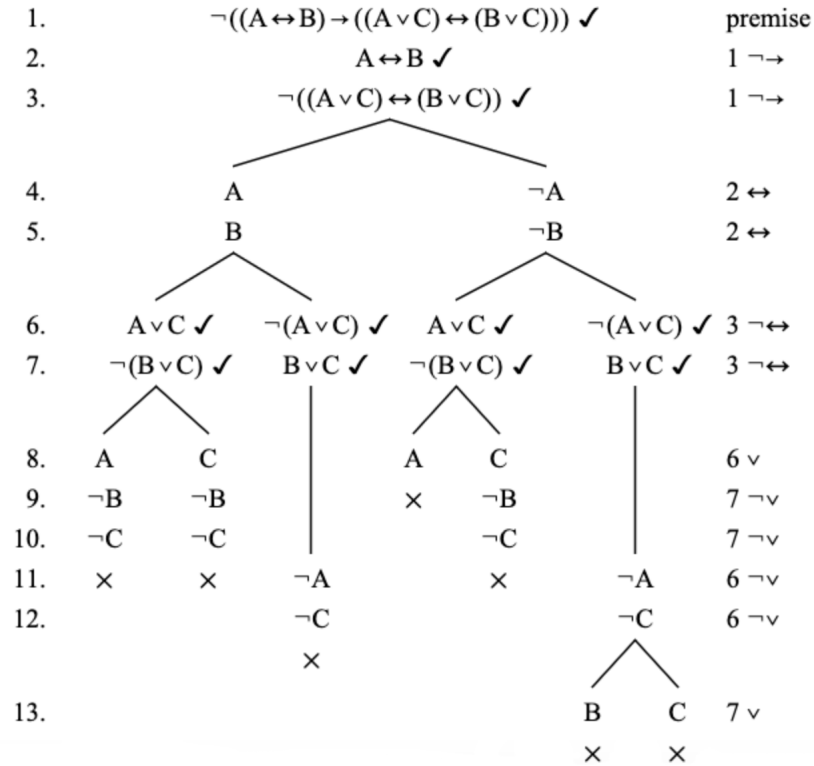 1. ¬((A↔B)→((A∨C)↔(B∨C))) ✓ premise
2. A↔B ✓ 1 ¬→
3. ¬((A∨C)↔(B∨C)) ✓ 1 ¬→
4. A ¬A 2 ↔
5. B ¬B 2 ↔
6. A∨C ✓ ¬(A∨C) ✓ A∨C ✓ ¬(A∨C) ✓ 3 ¬↔
7. ¬(B∨C) ✓ B∨C ✓ ¬(B∨C) ✓ B∨C ✓ 3 ¬↔
8. A C A C 6 ∨
9. ¬B ¬B × ¬B 7 ¬∨
10. ¬C ¬C ¬C 7 ¬∨
11. × × ¬A × ¬A 6 ¬∨
12. ¬C ¬C 6 ¬∨
×
13. B C 7 ∨
× ×